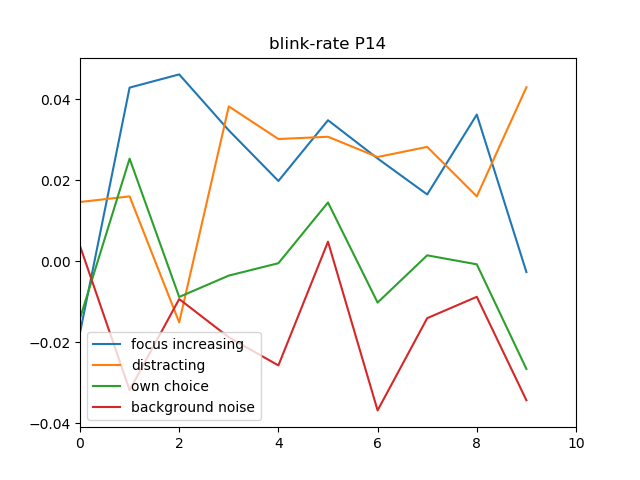 blink-rate P14
0.04
0.02
0.00
−0.02
−0.04
focus increasing
distracting
own choice
background noise
0 2 4 6 8 10